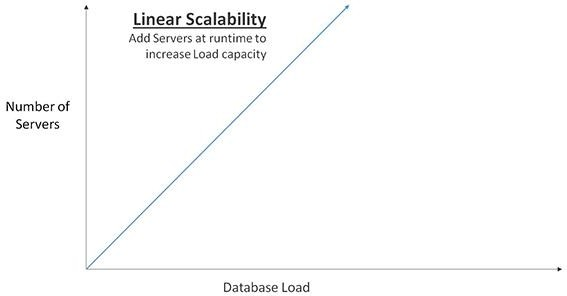 Linear Scalability
Add Servers at runtime to
increase Load capacity
Number of
Servers
Database Load